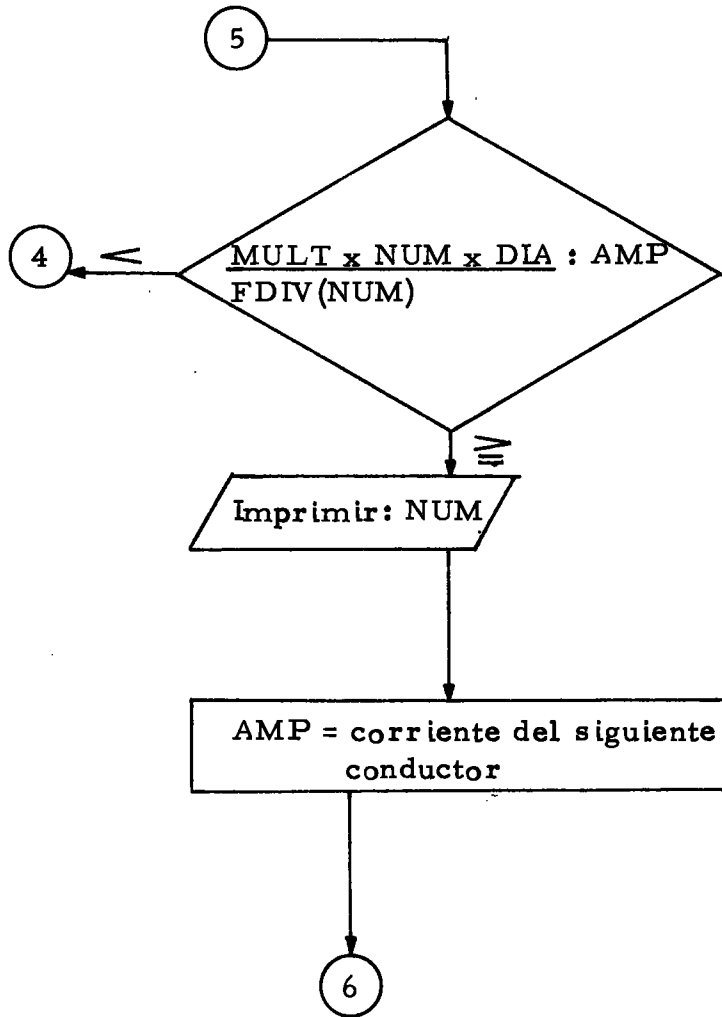 5
4
<
MULT x NUM x DIA : AMP
FDIV(NUM)
≧
Imprimir: NUM
AMP = corriente del siguiente
conductor
6